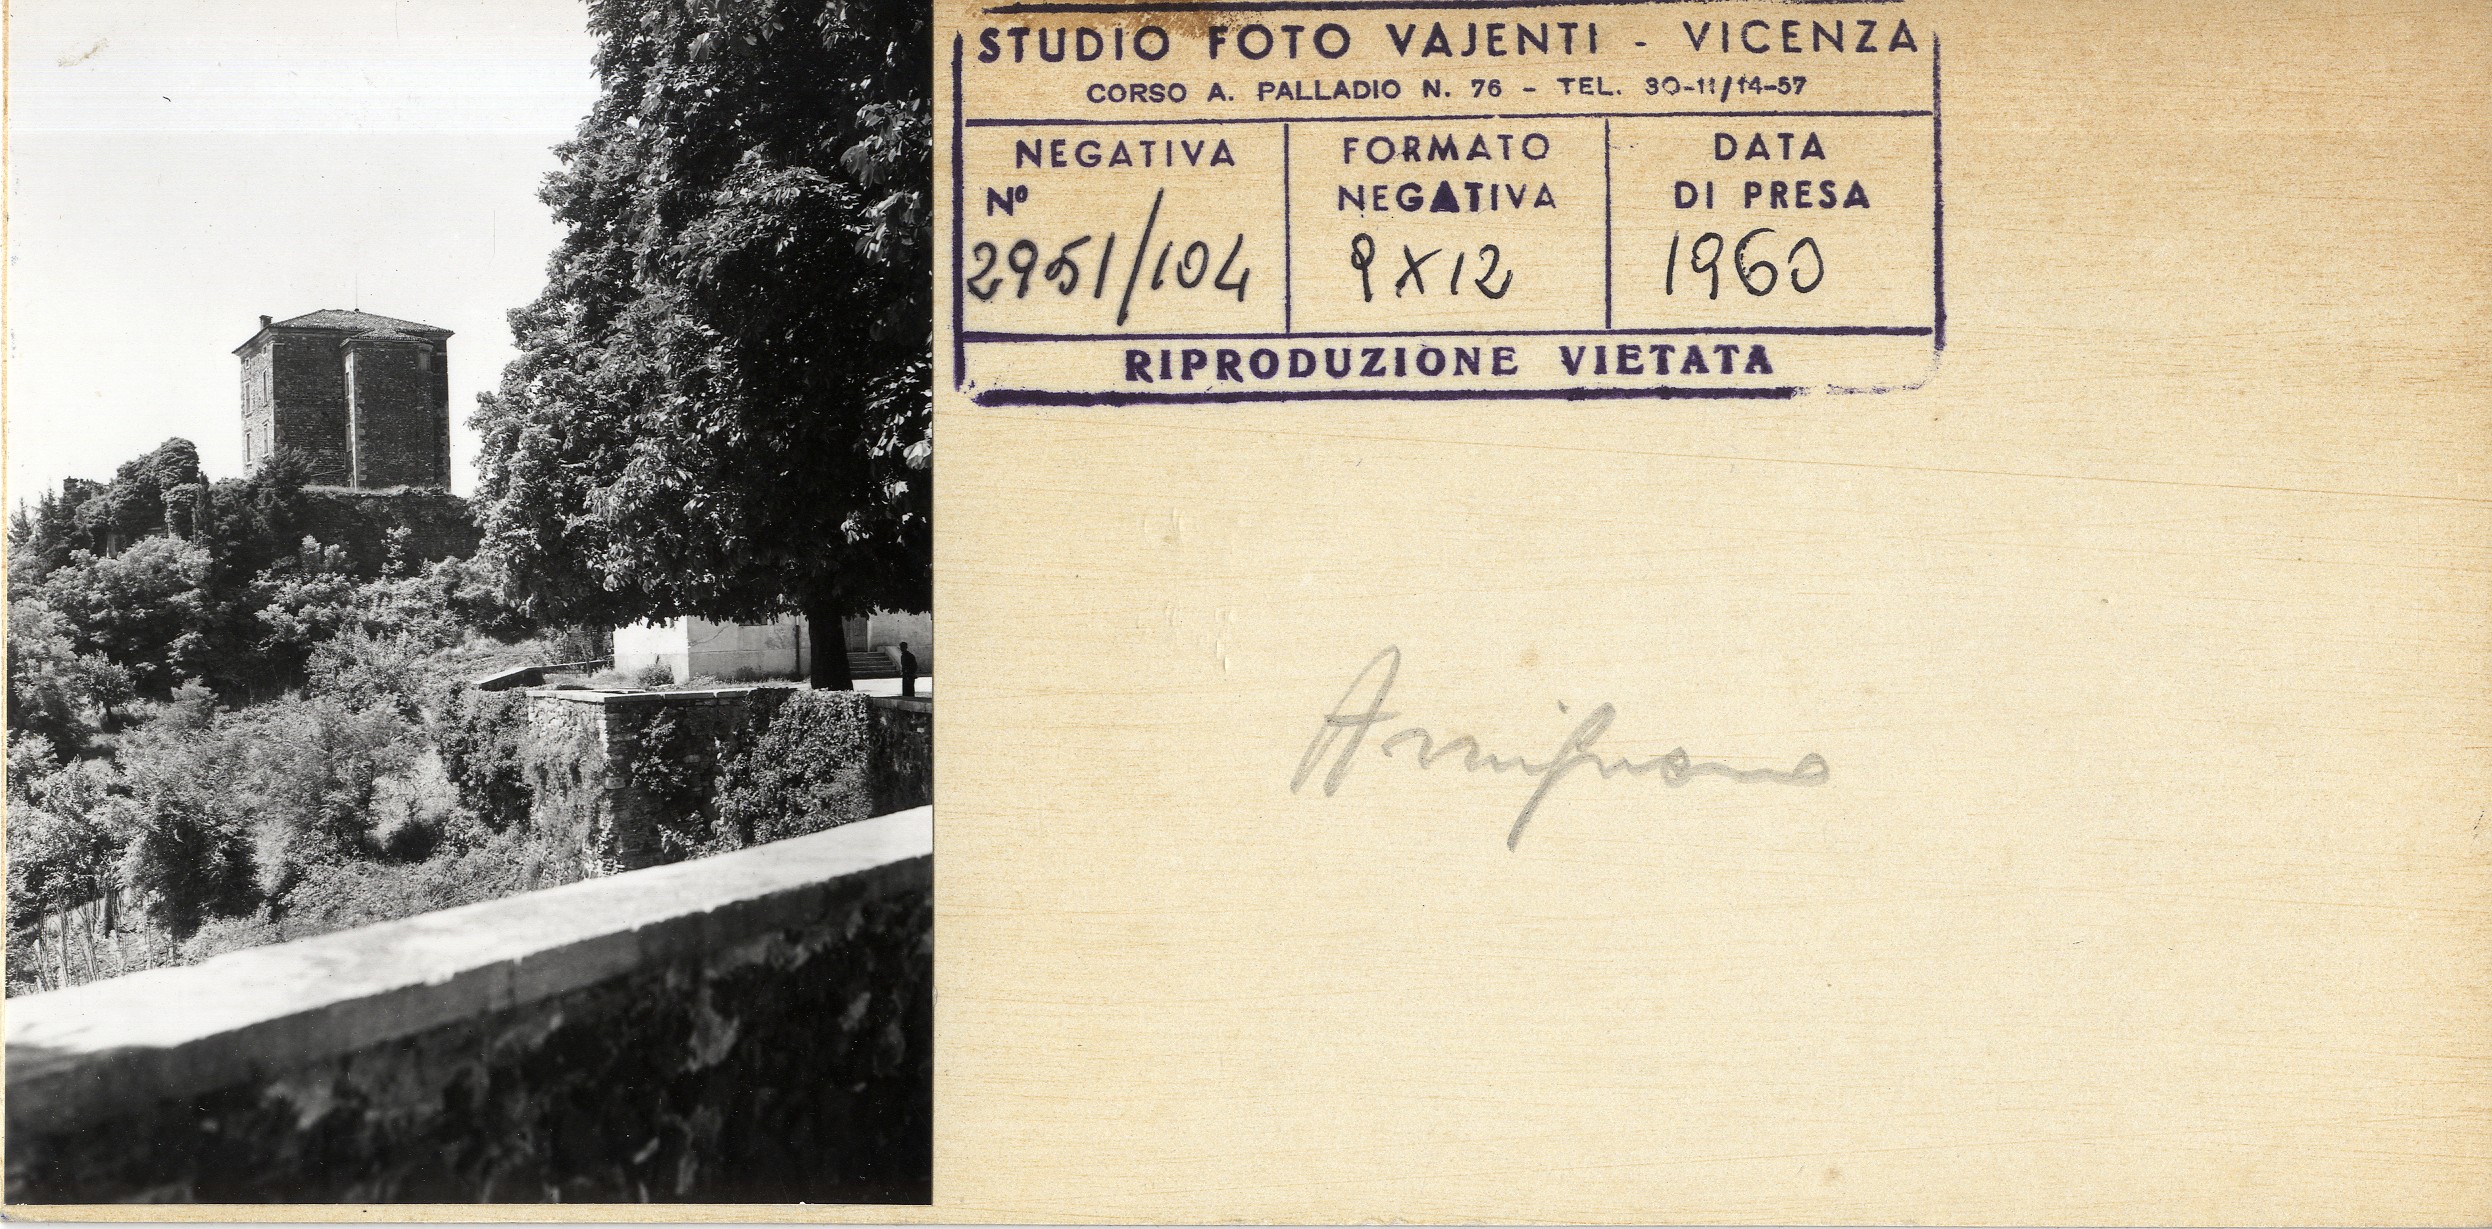 STUDIO FOTO VAJENTI - VICENZA
CORSO A. PALLADIO N. 76 - TEL. 30-11/14-57
NEGATIVA
Nº
2951/104
FORMATO
NEGATIVA
9X12
DATA
DI PRESA
1960
RIPRODUZIONE VIETATA